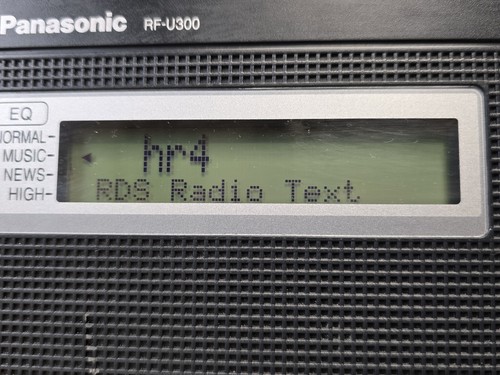 Panasonic RF-U300
EQ
NORMAL
MUSIC
NEWS
HIGH
hr4
RDS Radio Text